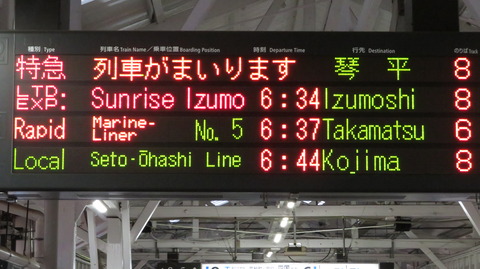 種別 Type 列車名 Train Name / 乗車位置 Boarding Position 時刻 Departure Time 行先 Destination のりば Track
特急 列車がまいります 琴平 8
LTD. EXP. Sunrise Izumo 6:34 Izumoshi 8
Rapid Marine-Liner No. 5 6:37 Takamatsu 6
Local Seto-Ōhashi Line 6:44 Kojima 8